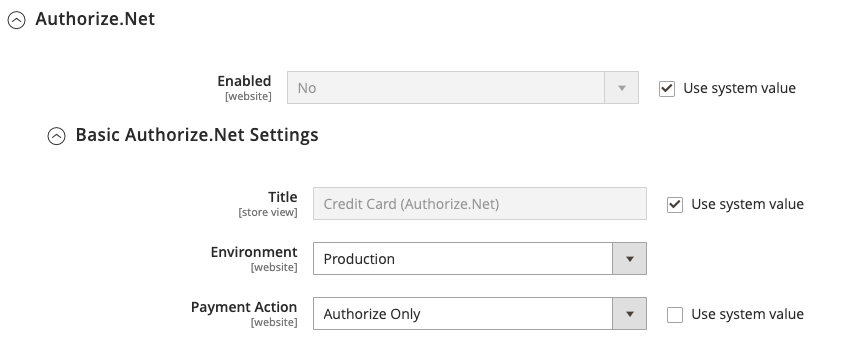 Authorize.Net
Enabled
[website]
No
Use system value
Basic Authorize.Net Settings
Title
[store view]
Credit Card (Authorize.Net)
Use system value
Environment
[website]
Production
Payment Action
[website]
Authorize Only
Use system value